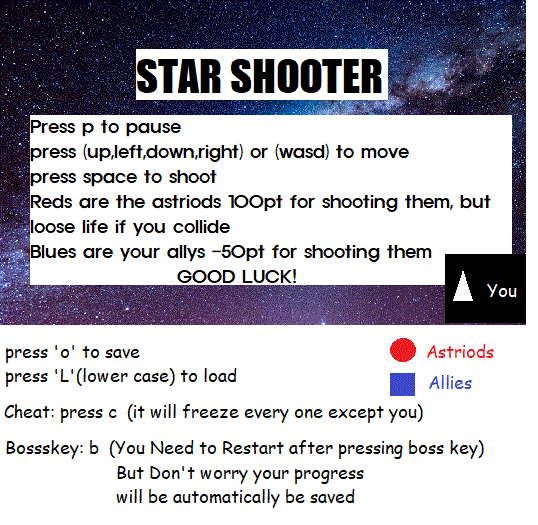 STAR SHOOTER
Press p to pause
press (up,left,down,right) or (wasd) to move
press space to shoot
Reds are the astriods 100pt for shooting them, but
loose life if you collide
Blues are your allys -50pt for shooting them
GOOD LUCK!
You
press 'o' to save
press 'L'(lower case) to load
Astriods
Allies
Cheat: press c (it will freeze every one except you)
Bossskey: b (You Need to Restart after pressing boss key)
But Don't worry your progress
will be automatically be saved